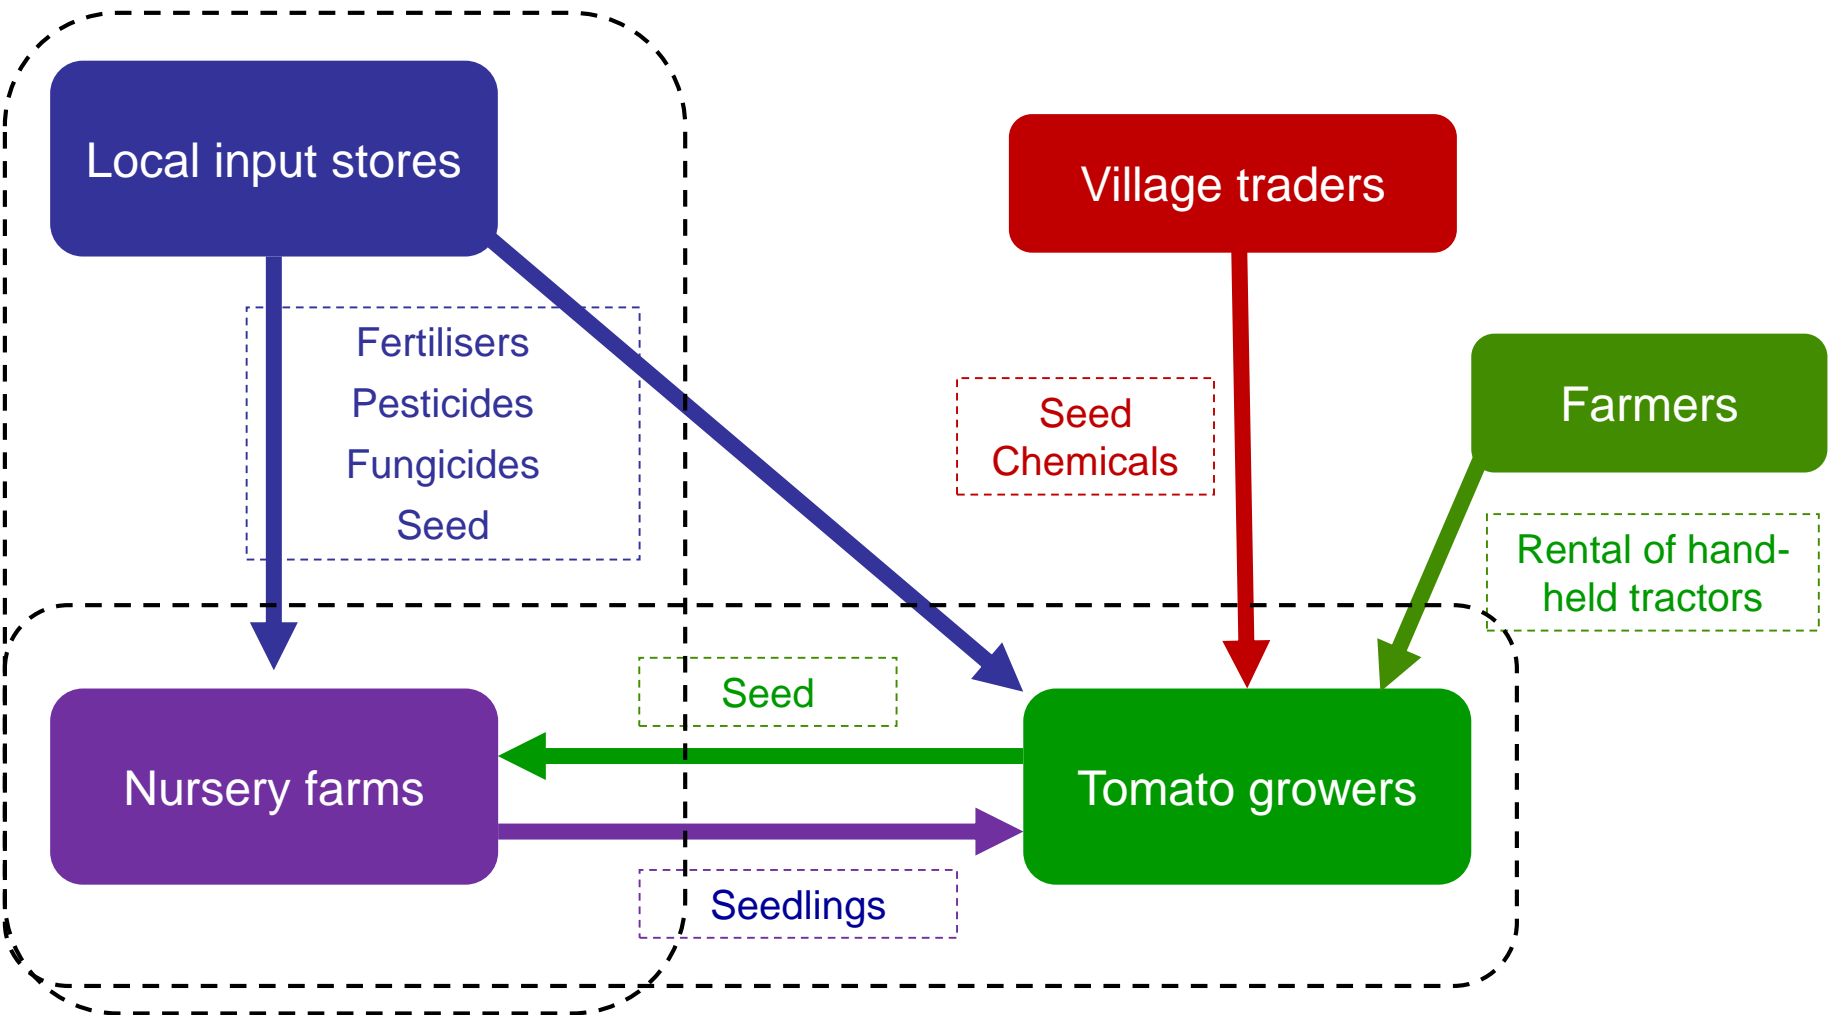 Local input stores
Village traders
Fertilisers
Pesticides
Fungicides
Seed
Seed
Chemicals
Farmers
Rental of hand-
held tractors
Seed
Nursery farms
Tomato growers
Seedlings